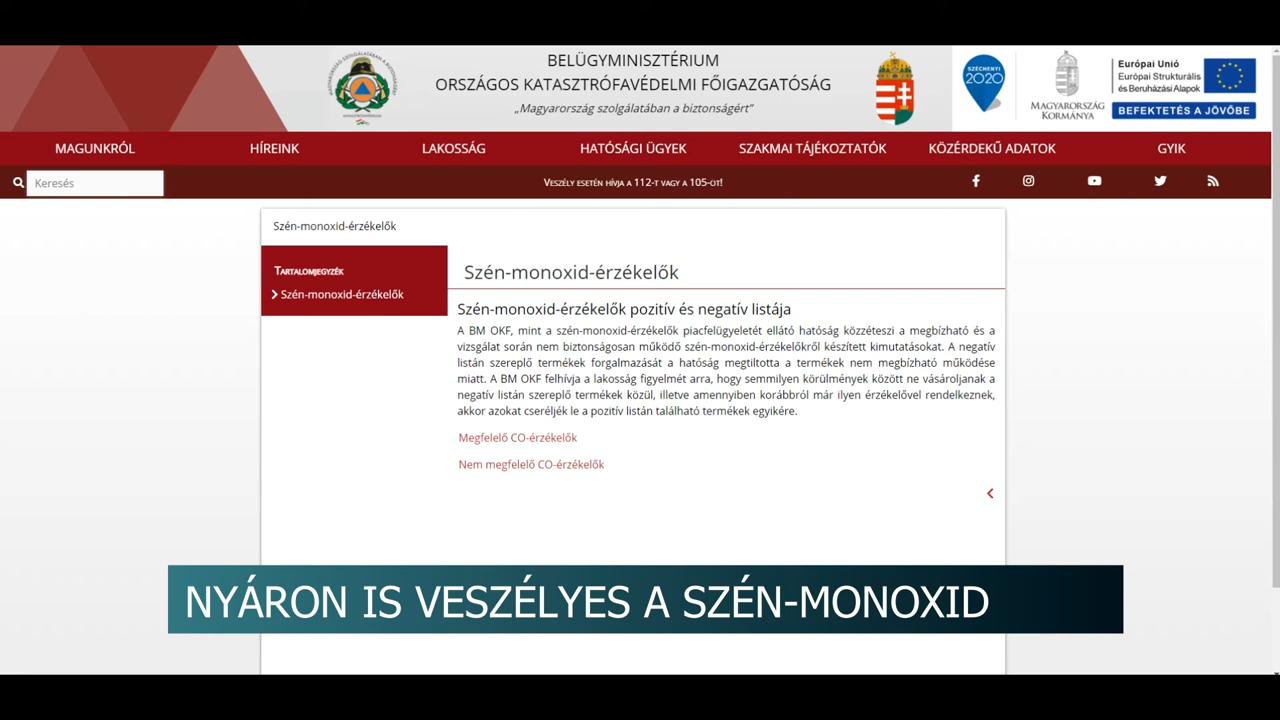 BELÜGYMINISZTÉRIUM
ORSZÁGOS KATASZTRÓFAVÉDELMI FŐIGAZGATÓSÁG
„Magyarország szolgálatában a biztonságért”
SZÉCHENYI
2020
MAGYARORSZÁG
KORMÁNYA
Európai Unió
Európai Strukturális
és Beruházási Alapok
BEFEKTETÉS A JÖVŐBE
MAGUNKRÓL HÍREINK LAKOSSÁG HATÓSÁGI ÜGYEK SZAKMAI TÁJÉKOZTATÓK KÖZÉRDEKŰ ADATOK GYIK
Keresés
Veszély esetén hívja a 112-t vagy a 105-öt!
Szén-monoxid-érzékelők
Tartalomjegyzék
Szén-monoxid-érzékelők
Szén-monoxid-érzékelők
Szén-monoxid-érzékelők pozitív és negatív listája
A BM OKF, mint a szén-monoxid-érzékelők piacfelügyeletét ellátó hatóság közzéteszi a megbízható és a
vizsgálat során nem biztonságosan működő szén-monoxid-érzékelőkről készített kimutatásokat. A negatív
listán szereplő termékek forgalmazását a hatóság megtiltotta a termékek nem megbízható működése
miatt. A BM OKF felhívja a lakosság figyelmét arra, hogy semmilyen körülmények között ne vásároljanak a
negatív listán szereplő termékek közül, illetve amennyiben korábbról már ilyen érzékelővel rendelkeznek,
akkor azokat cseréljék le a pozitív listán található termékek egyikére.
Megfelelő CO-érzékelők
Nem megfelelő CO-érzékelők
NYÁRON IS VESZÉLYES A SZÉN-MONOXID